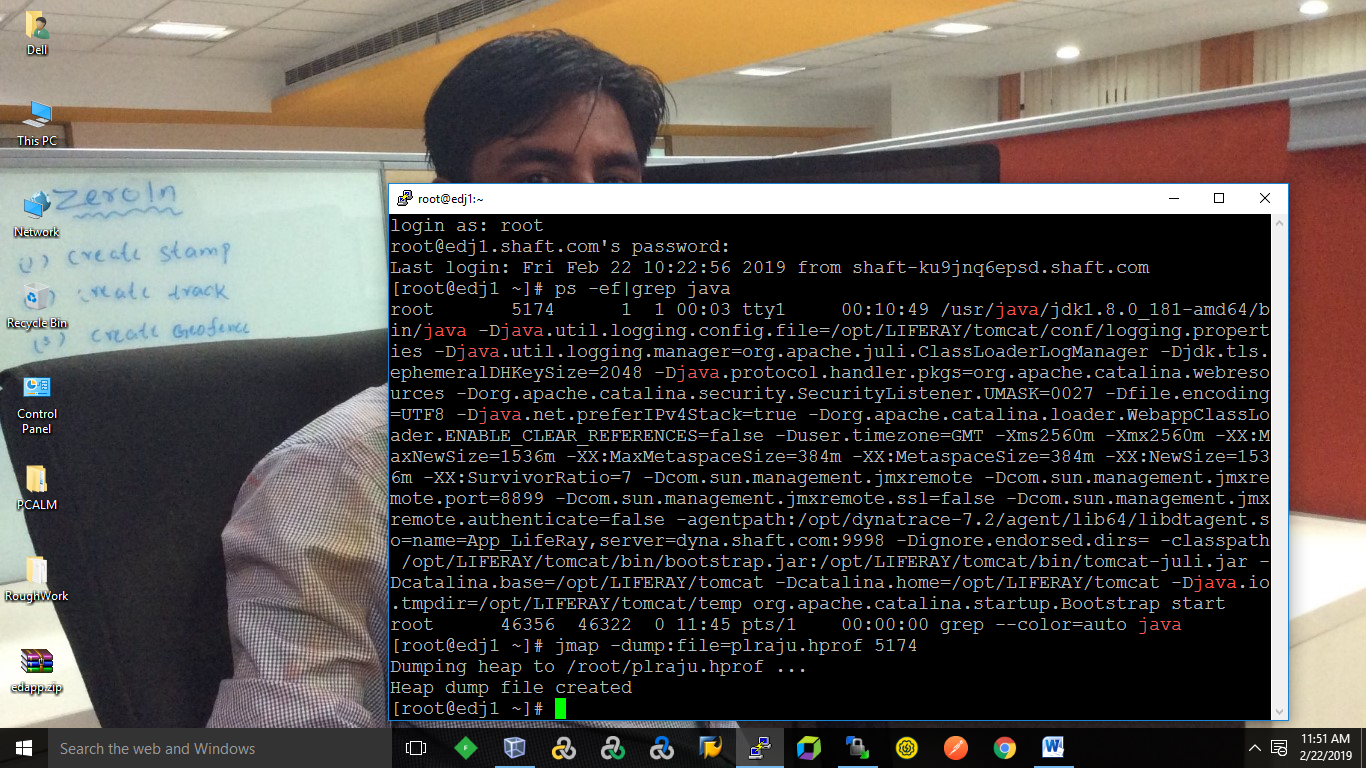 Dell
This PC
Network
Recycle Bin
Control
Panel
PCALM
RoughWork
edapp.zip
ZeroIn
(1) create stamp
create track
(3) create Geofence
root@edj1:~
login as: root
root@edj1.shaft.com's password:
Last login: Fri Feb 22 10:22:56 2019 from shaft-ku9jnq6epsd.shaft.com
[root@edj1 ~]# ps -ef|grep java
root       5174      1  1 00:03 tty1     00:10:49 /usr/java/jdk1.8.0_181-amd64/b
in/java -Djava.util.logging.config.file=/opt/LIFERAY/tomcat/conf/logging.propert
ies -Djava.util.logging.manager=org.apache.juli.ClassLoaderLogManager -Djdk.tls.
ephemeralDHKeySize=2048 -Djava.protocol.handler.pkgs=org.apache.catalina.webreso
urces -Dorg.apache.catalina.security.SecurityListener.UMASK=0027 -Dfile.encoding
=UTF8 -Djava.net.preferIPv4Stack=true -Dorg.apache.catalina.loader.WebappClassLo
ader.ENABLE_CLEAR_REFERENCES=false -Duser.timezone=GMT -Xms2560m -Xmx2560m -XX:M
axNewSize=1536m -XX:MaxMetaspaceSize=384m -XX:MetaspaceSize=384m -XX:NewSize=153
6m -XX:SurvivorRatio=7 -Dcom.sun.management.jmxremote -Dcom.sun.management.jmxre
mote.port=8899 -Dcom.sun.management.jmxremote.ssl=false -Dcom.sun.management.jmx
remote.authenticate=false -agentpath:/opt/dynatrace-7.2/agent/lib64/libdtagent.s
o=name=App_LifeRay,server=dyna.shaft.com:9998 -Dignore.endorsed.dirs= -classpath
 /opt/LIFERAY/tomcat/bin/bootstrap.jar:/opt/LIFERAY/tomcat/bin/tomcat-juli.jar -
Dcatalina.base=/opt/LIFERAY/tomcat -Dcatalina.home=/opt/LIFERAY/tomcat -Djava.io
.tmpdir=/opt/LIFERAY/tomcat/temp org.apache.catalina.startup.Bootstrap start
root      46356  46322  0 11:45 pts/1    00:00:00 grep --color=auto java
[root@edj1 ~]# jmap -dump:file=plraju.hprof 5174
Dumping heap to /root/plraju.hprof ...
Heap dump file created
[root@edj1 ~]#
Search the web and Windows
11:51 AM
2/22/2019